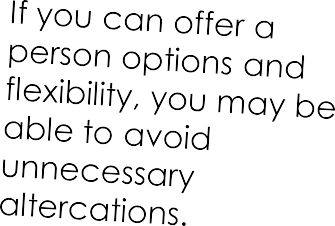 If you can offer a
person options and
flexibility, you may be
able to avoid
unnecessary
altercations.